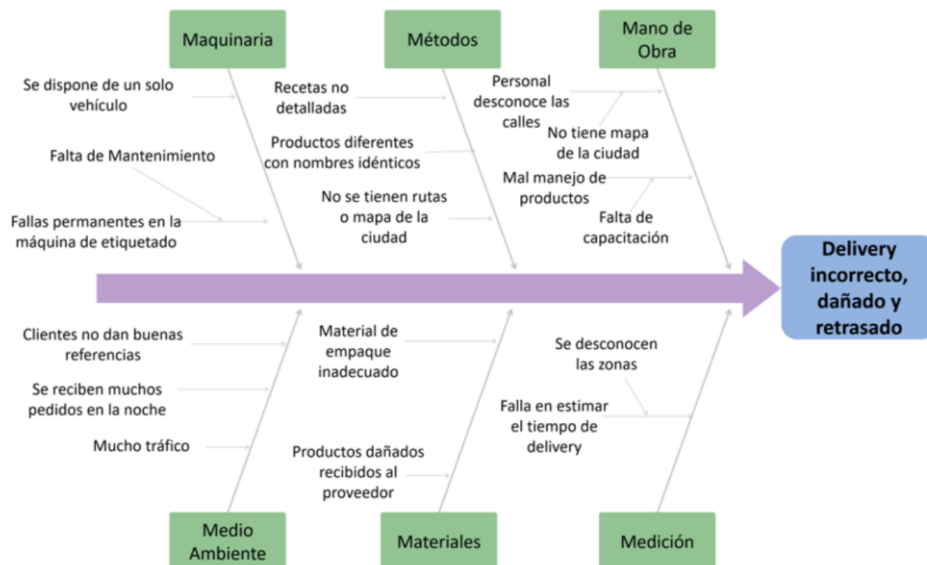 Maquinaria
Métodos
Mano de
Obra
Se dispone de un solo
vehículo
Falta de Mantenimiento
Fallas permanentes en la
máquina de etiquetado
Recetas no
detalladas
Productos diferentes
con nombres idénticos
No se tienen rutas
o mapa de la
ciudad
Personal
desconoce las
calles
No tiene mapa
de la ciudad
Mal manejo de
productos
Falta de
capacitación
Delivery
incorrecto,
dañado y
retrasado
Clientes no dan buenas
referencias
Se reciben muchos
pedidos en la noche
Mucho tráfico
Material de
empaque
inadecuado
Productos dañados
recibidos al
proveedor
Se desconocen
las zonas
Falla en estimar
el tiempo de
delivery
Medio
Ambiente
Materiales
Medición